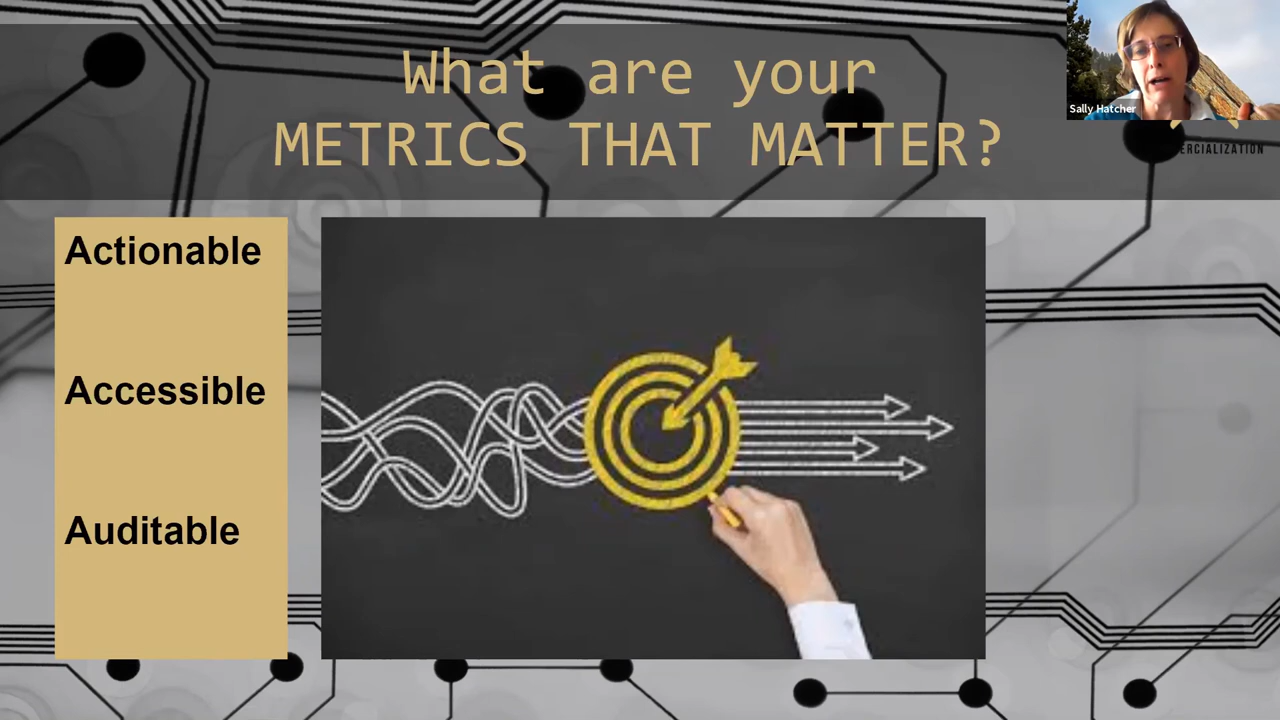 What are your
METRICS THAT MATTER?
Sally Hatcher
Actionable
Accessible
Auditable